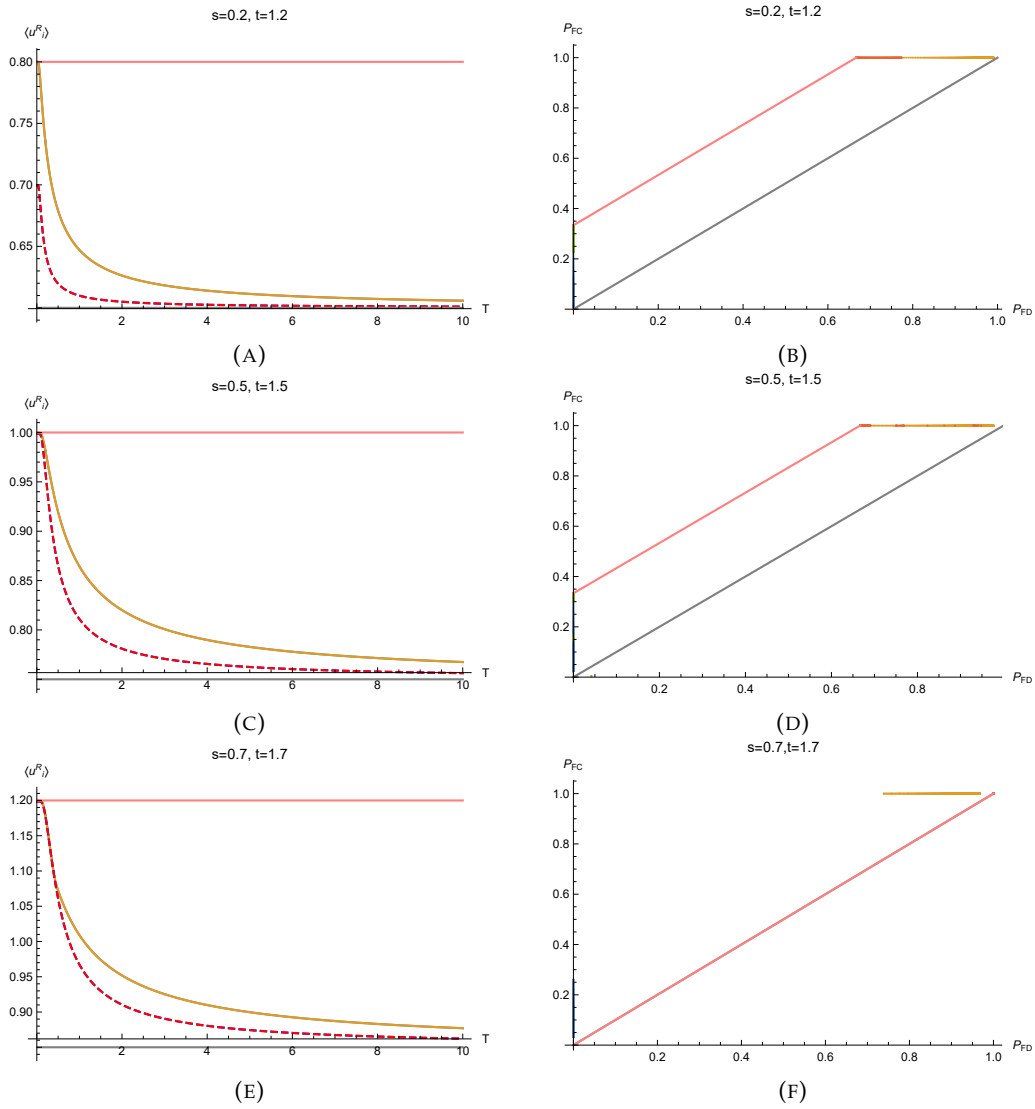 s=0.2, t=1.2
⟨u^R_i⟩
0.80
0.75
0.70
0.65
2 4 6 8 10 T
(A)
s=0.2, t=1.2
P_FC
1.0
0.8
0.6
0.4
0.2
0.2 0.4 0.6 0.8 1.0 P_FD
(B)
s=0.5, t=1.5
⟨u^R_i⟩
1.00
0.95
0.90
0.85
0.80
2 4 6 8 10 T
(C)
s=0.5, t=1.5
P_FC
1.0
0.8
0.6
0.4
0.2
0.2 0.4 0.6 0.8 P_FD
(D)
s=0.7, t=1.7
⟨u^R_i⟩
1.20
1.15
1.10
1.05
1.00
0.95
0.90
2 4 6 8 10 T
(E)
s=0.7,t=1.7
P_FC
1.0
0.8
0.6
0.4
0.2
0.2 0.4 0.6 0.8 1.0 P_FD
(F)